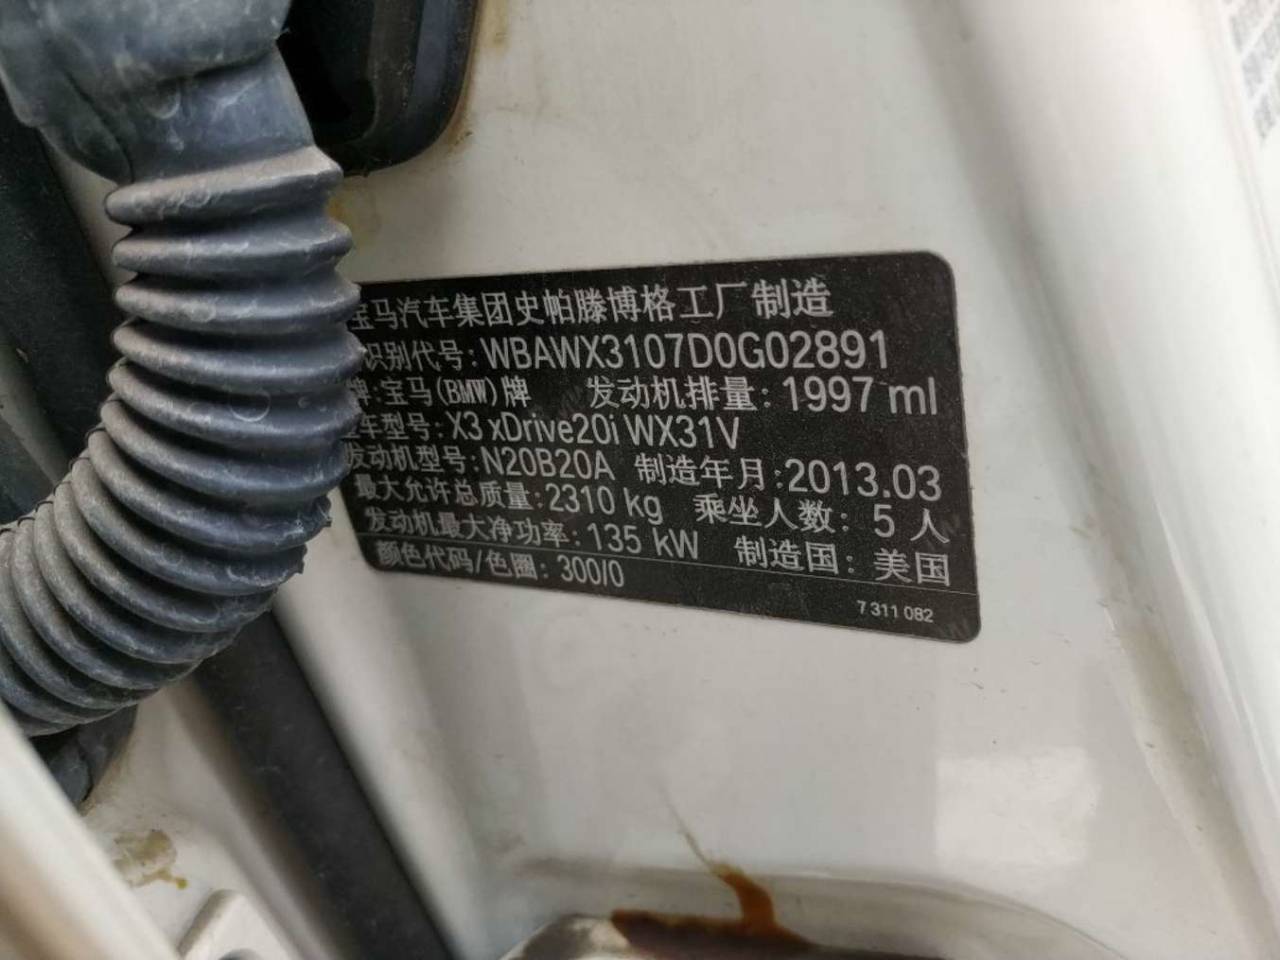 宝马汽车集团史帕滕博格工厂制造
识别代号: WBAWX3107D0G02891
牌: 宝马(BMW)牌 发动机排量: 1997 ml
车型号: X3 xDrive20i WX31V
发动机型号: N20B20A 制造年月: 2013.03
最大允许总质量: 2310 kg 乘坐人数: 5 人
发动机最大净功率: 135 kW 制造国: 美国
颜色代码/色圈: 300/0
7 311 082